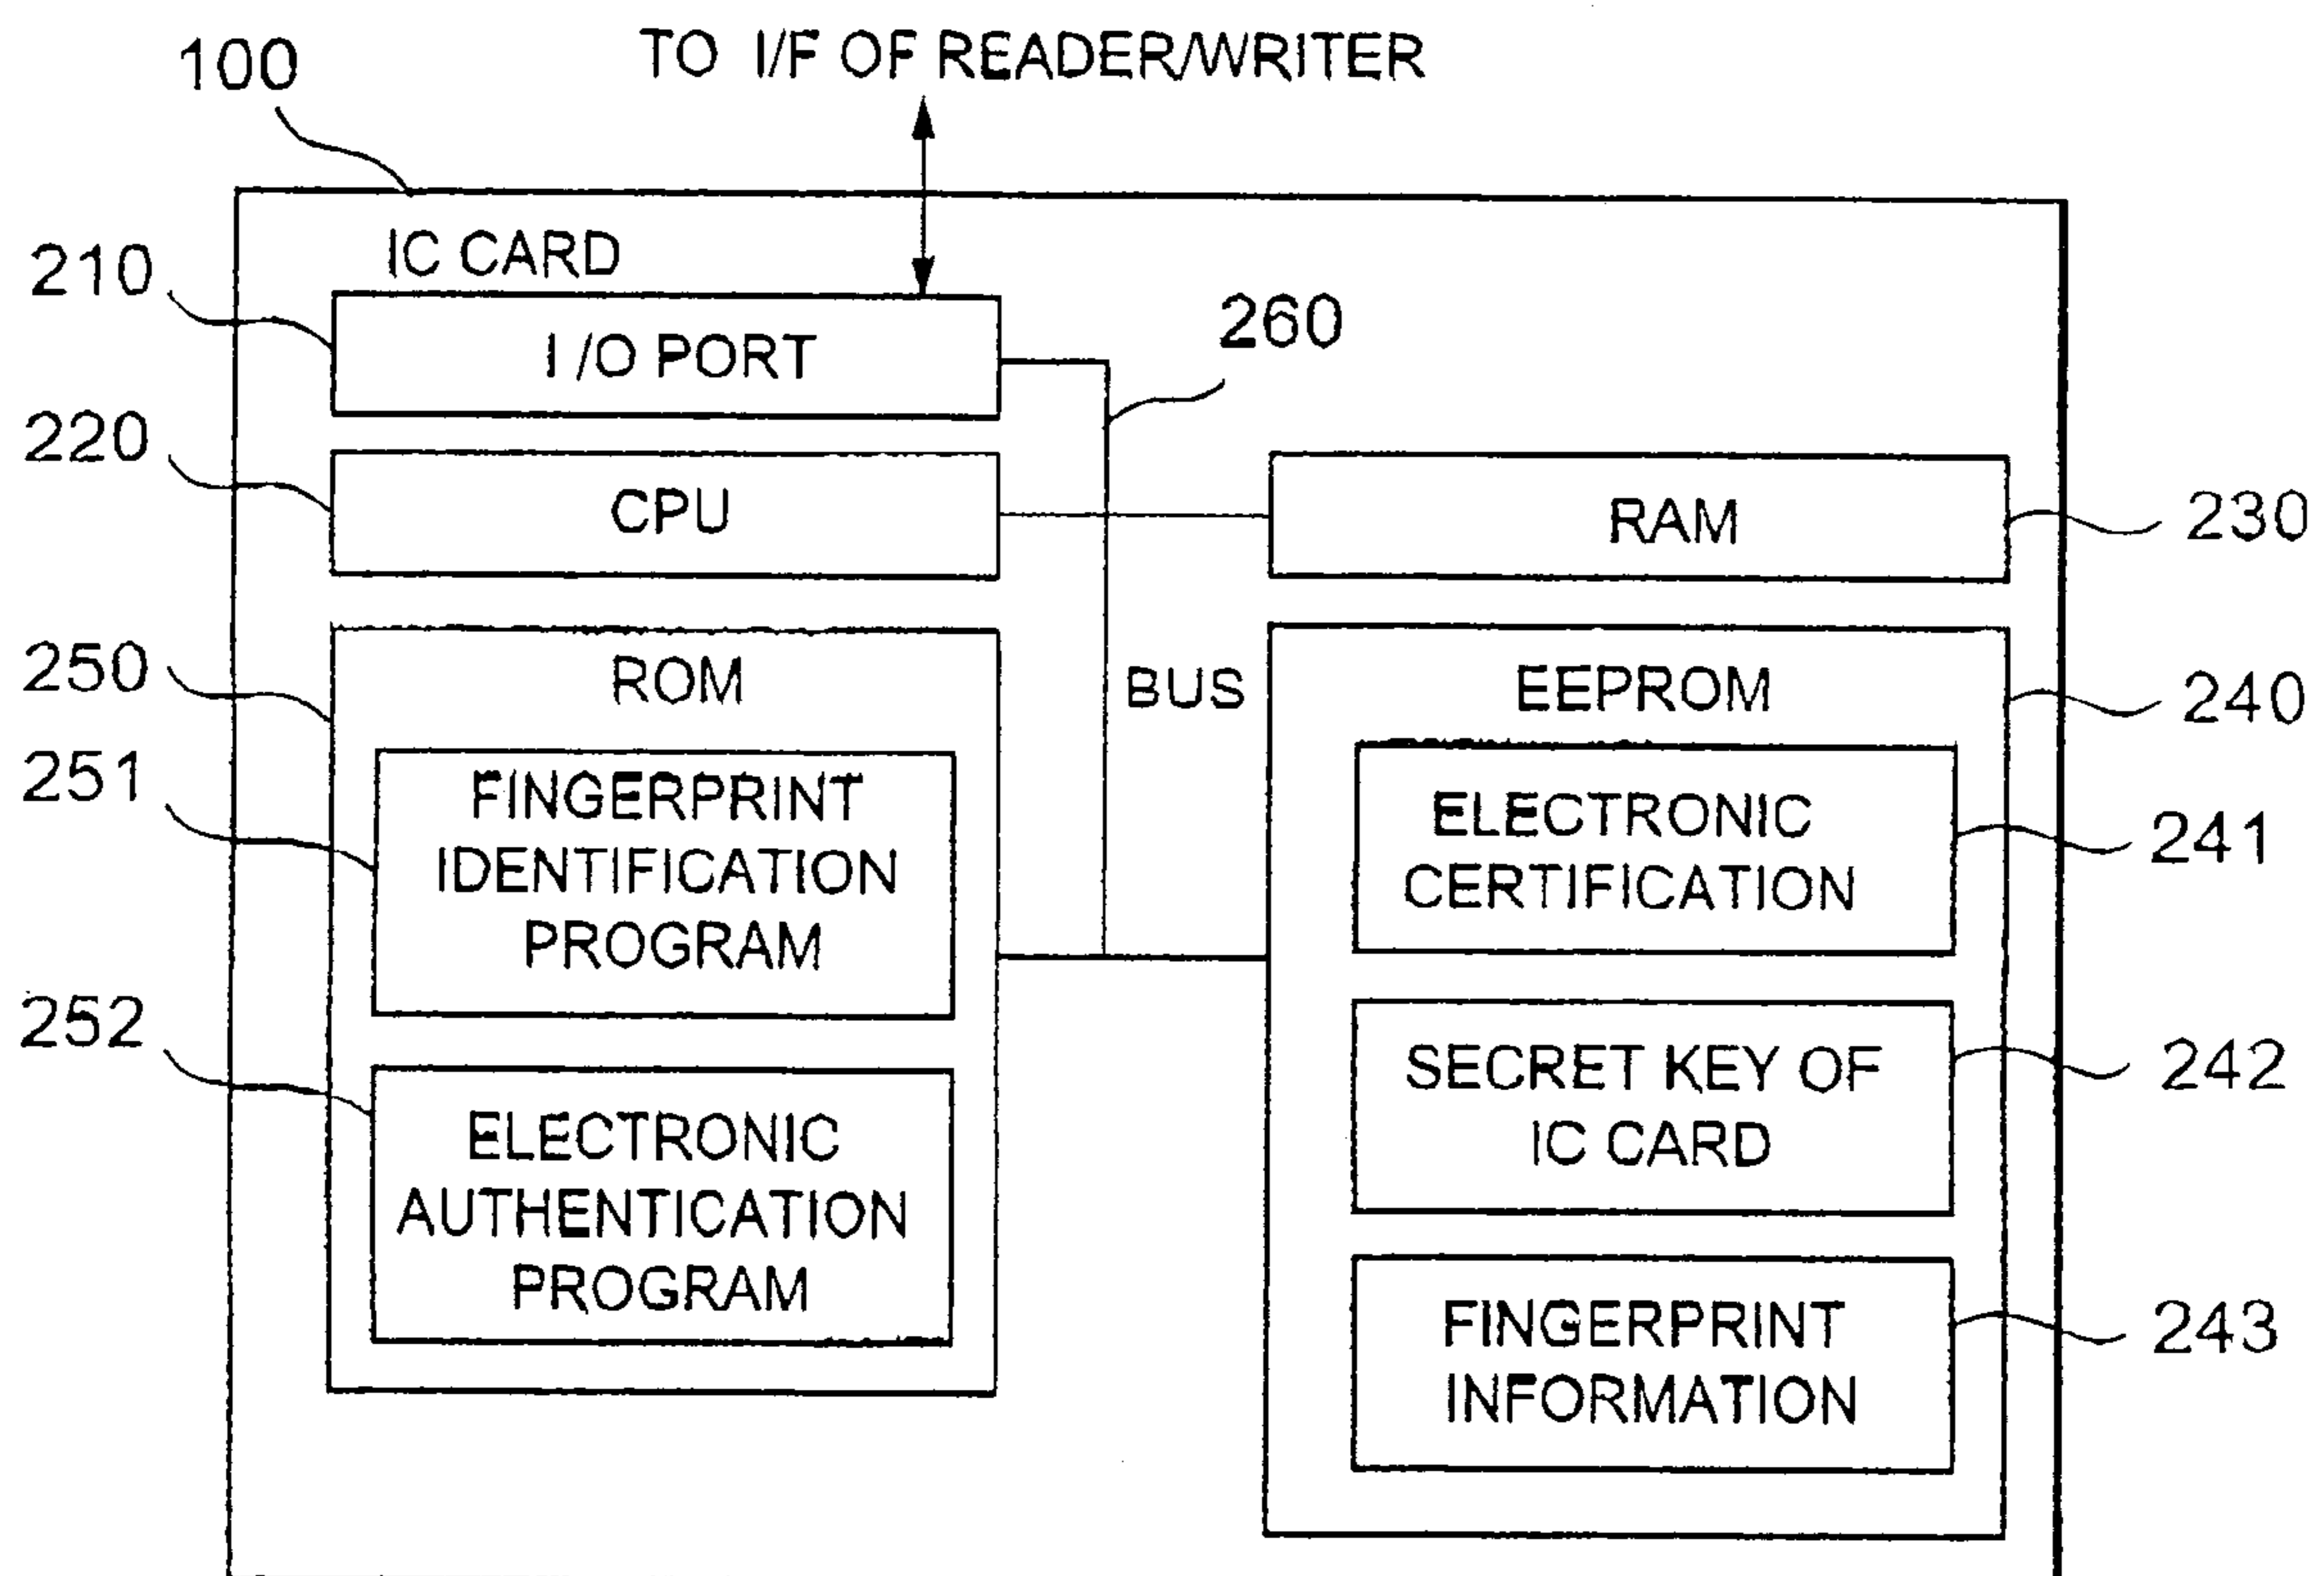 100
TO I/F OF READER/WRITER
IC CARD
210
I/O PORT
260
220
CPU
RAM
230
250
ROM
BUS
EEPROM
240
251
FINGERPRINT
IDENTIFICATION
PROGRAM
ELECTRONIC
CERTIFICATION
241
252
ELECTRONIC
AUTHENTICATION
PROGRAM
SECRET KEY OF
IC CARD
242
FINGERPRINT
INFORMATION
243